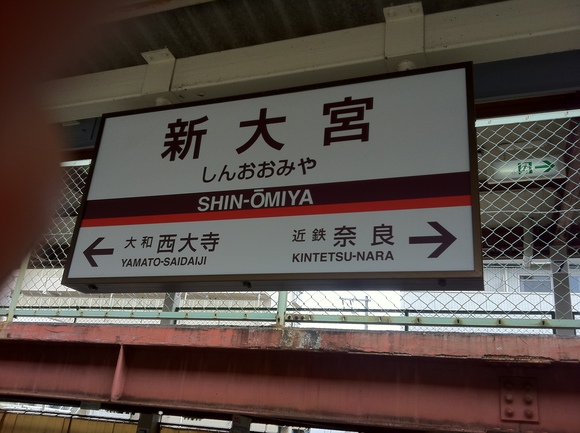 新大宮
しんおおみや
SHIN-ŌMIYA
← 大和西大寺 近鉄奈良 →
YAMATO-SAIDAIJI KINTETSU-NARA